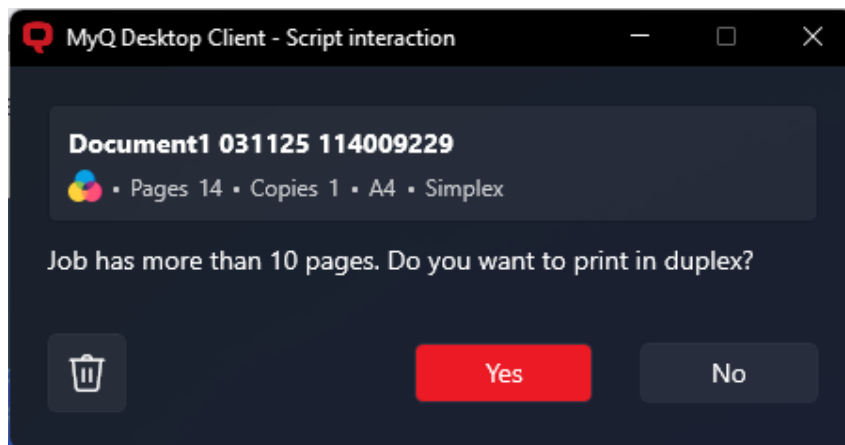 MyQ Desktop Client - Script interaction
Document1 031125 114009229
• Pages 14 • Copies 1 • A4 • Simplex
Job has more than 10 pages. Do you want to print in duplex?
Yes No